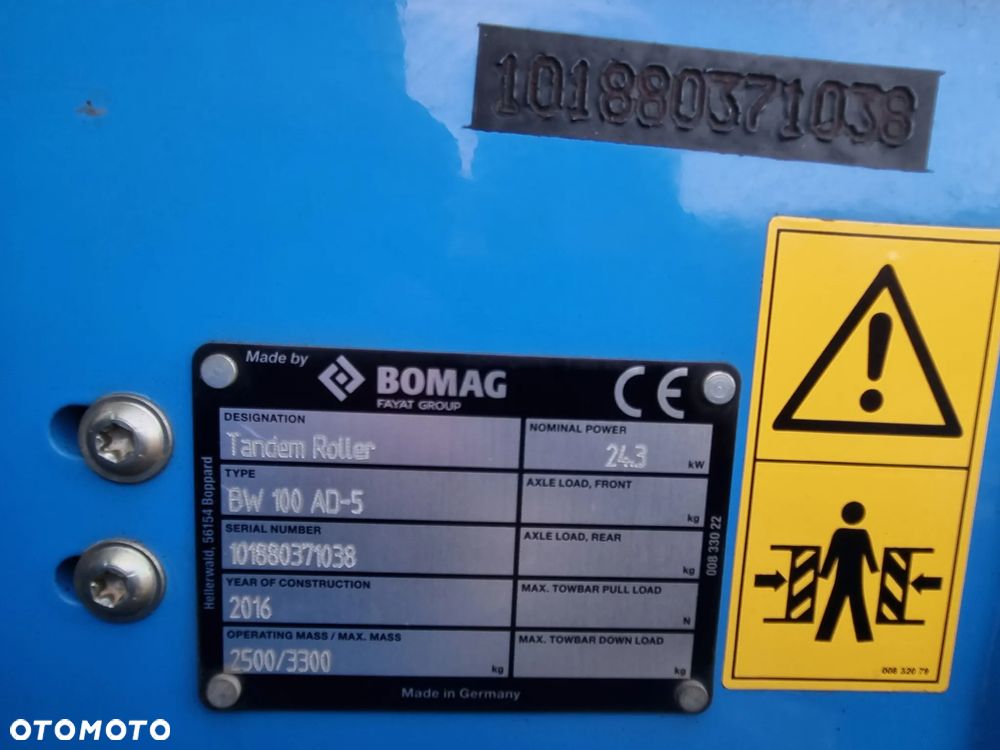 101880371038
Made by
BOMAG
FAYAT GROUP
CE
DESIGNATION
Tandem Roller
NOMINAL POWER
24.3 kW
TYPE
BW 100 AD-5
AXLE LOAD, FRONT
kg
SERIAL NUMBER
101880371038
AXLE LOAD, REAR
kg
YEAR OF CONSTRUCTION
2016
MAX. TOWBAR PULL LOAD
N
OPERATING MASS / MAX. MASS
2500/3300 kg
MAX. TOWBAR DOWN LOAD
kg
Made in Germany
Hellerwald, 56154 Boppard
008 330 22
008 320 79
OTOMOTO